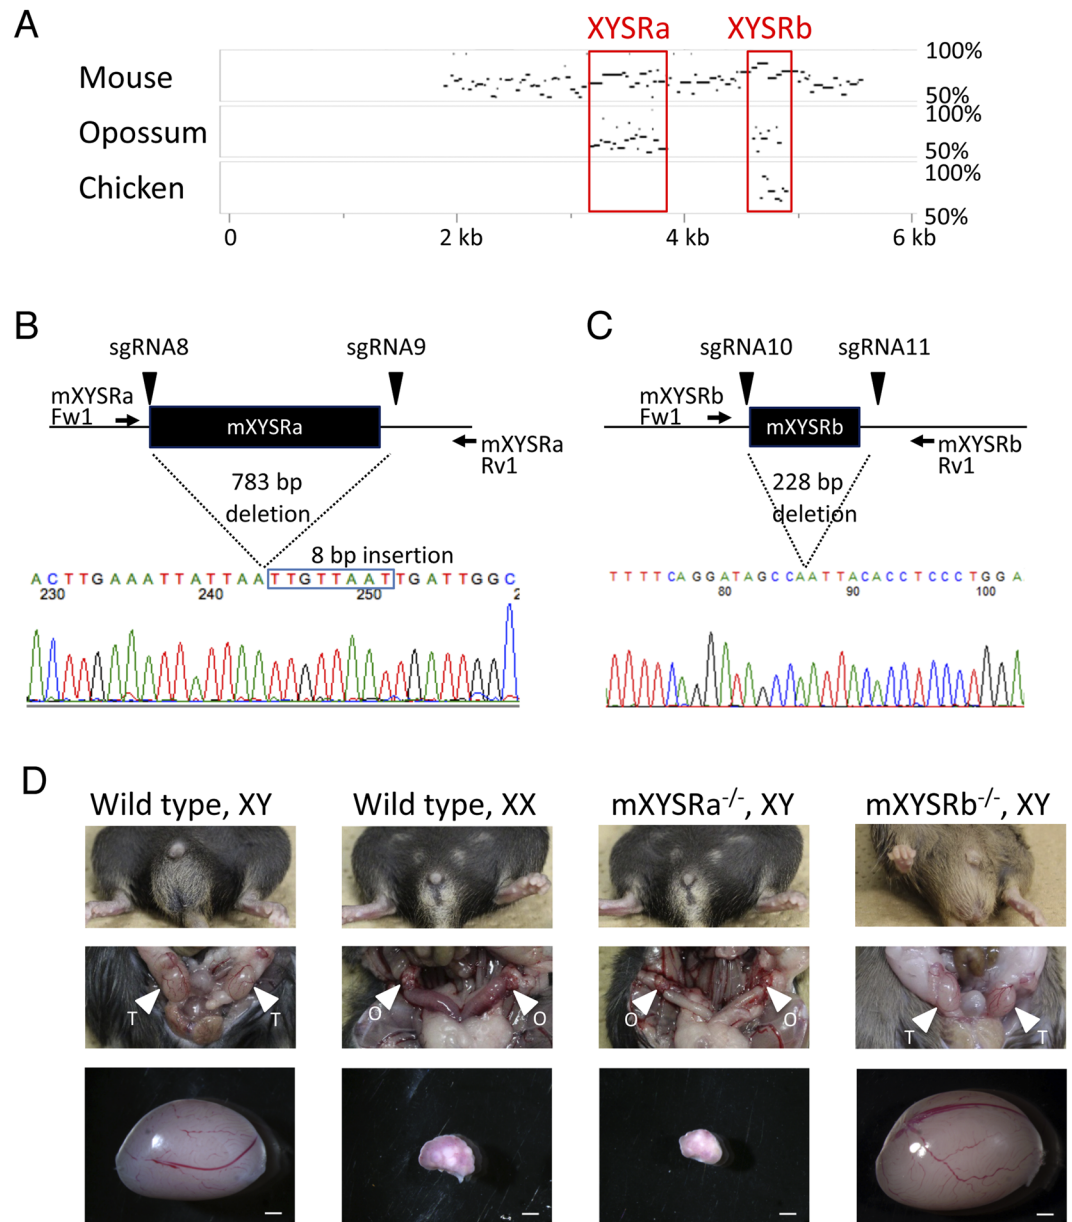 A
XYSRa XYSRb
Mouse
100%
50%
Opossum
100%
50%
Chicken
100%
50%
0 2 kb 4 kb 6 kb
B
sgRNA8 sgRNA9
mXYSRa
Fw1
mXYSRa
mXYSRa
Rv1
783 bp
deletion
8 bp insertion
ACTTGAAATTATTAATTGTTAATTGATTGGC
230 240 250 2
C
sgRNA10 sgRNA11
mXYSRb
Fw1
mXYSRb
mXYSRb
Rv1
228 bp
deletion
TTTTCAGGATAGCCAATTACACCTCCCTGGA
80 90 100
D
Wild type, XY Wild type, XX mXYSRa-/-, XY mXYSRb-/-, XY
T T O O O O T T